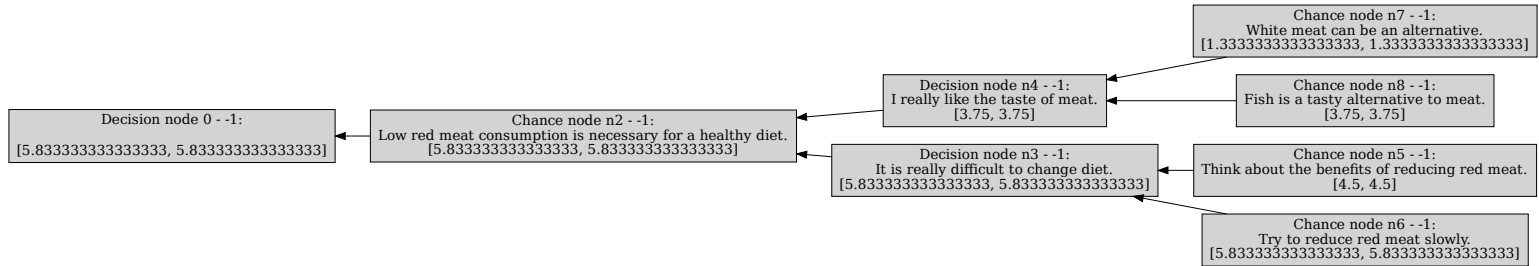 Decision node 0 - -1:
[5.833333333333333, 5.833333333333333]
Chance node n2 - -1:
Low red meat consumption is necessary for a healthy diet.
[5.833333333333333, 5.833333333333333]
Decision node n4 - -1:
I really like the taste of meat.
[3.75, 3.75]
Decision node n3 - -1:
It is really difficult to change diet.
[5.833333333333333, 5.833333333333333]
Chance node n7 - -1:
White meat can be an alternative.
[1.3333333333333333, 1.3333333333333333]
Chance node n8 - -1:
Fish is a tasty alternative to meat.
[3.75, 3.75]
Chance node n5 - -1:
Think about the benefits of reducing red meat.
[4.5, 4.5]
Chance node n6 - -1:
Try to reduce red meat slowly.
[5.833333333333333, 5.833333333333333]